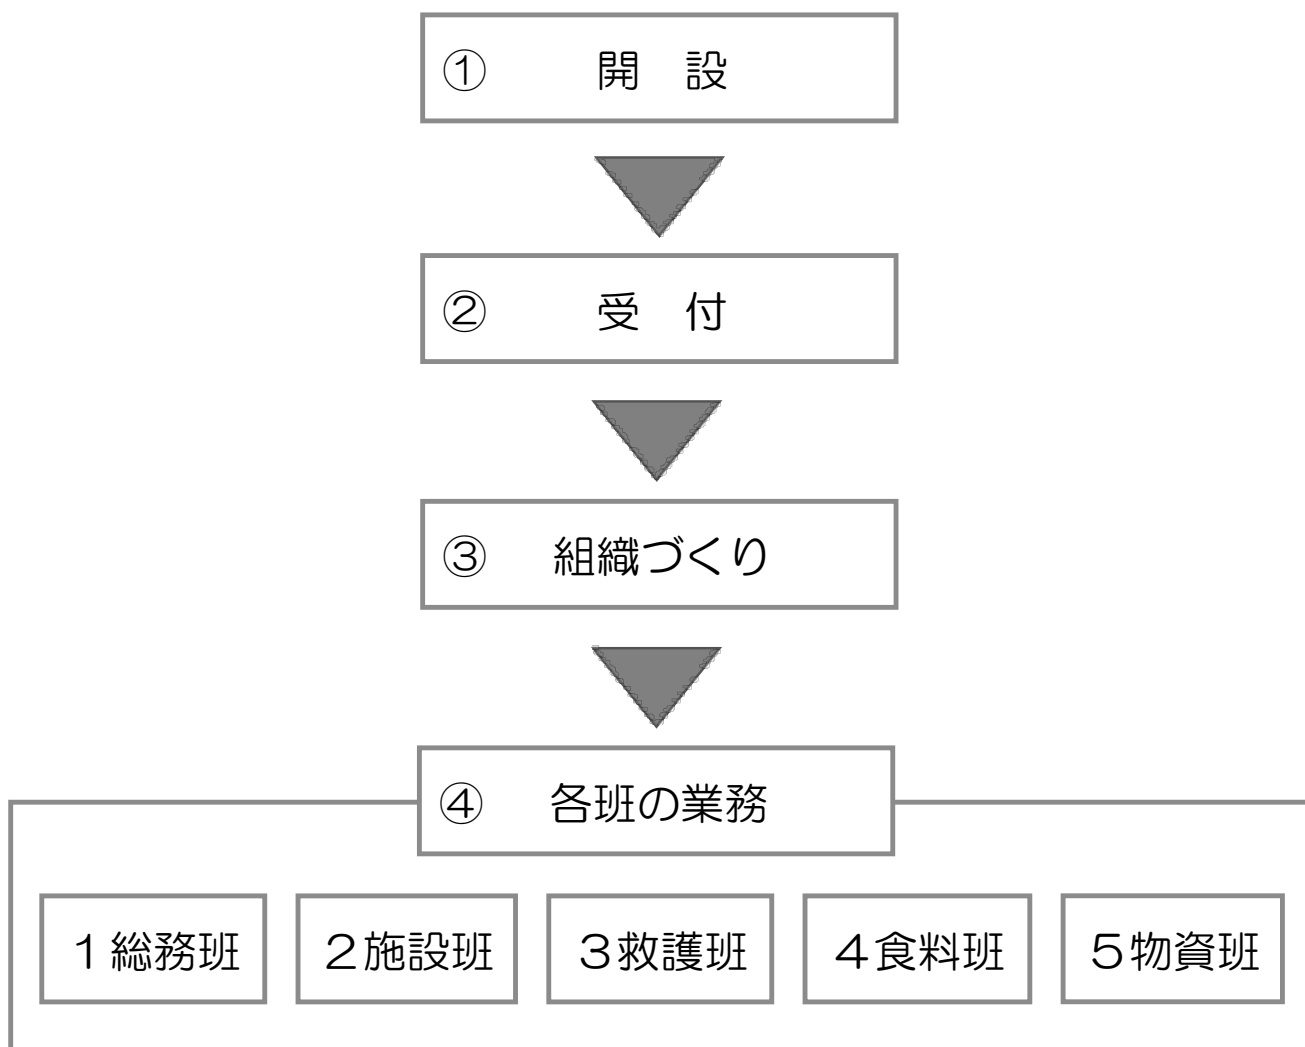 ① 開　設
② 受　付
③ 組織づくり
④ 各班の業務
１総務班 ２施設班 ３救護班 ４食料班 ５物資班